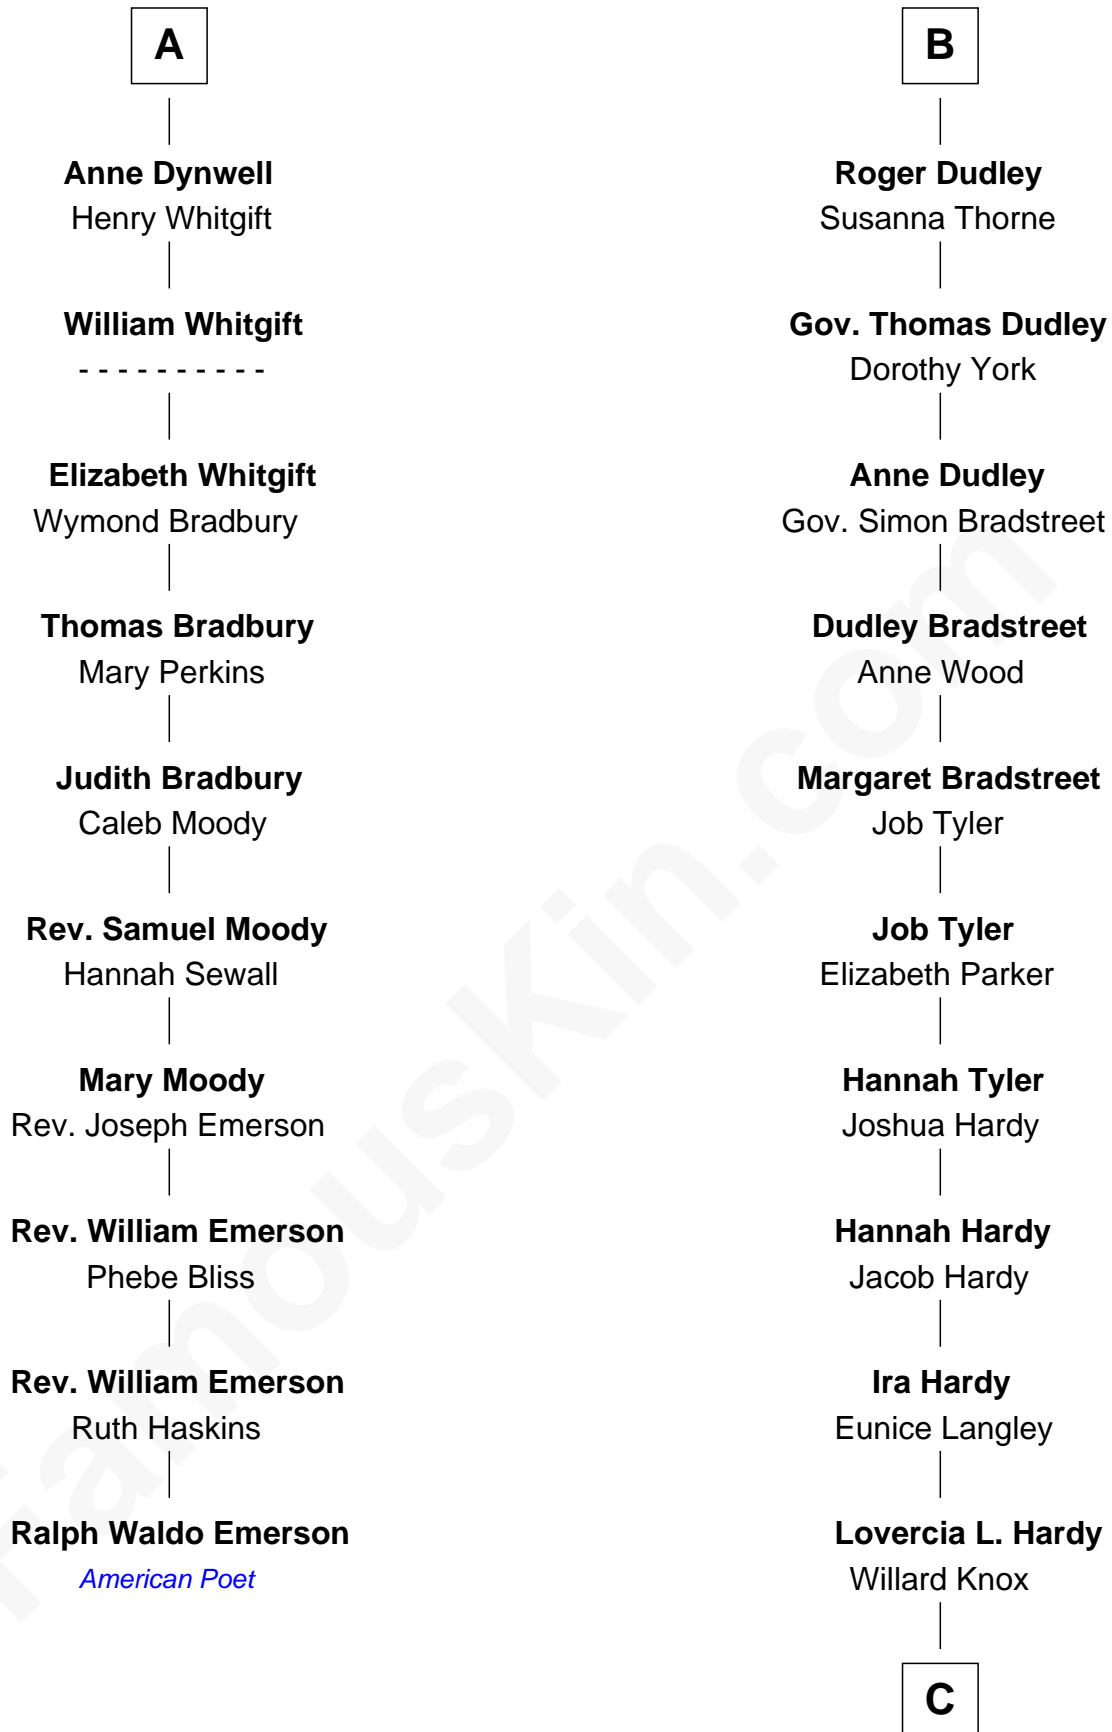 A
Anne Dynwell
Henry Whitgift
William Whitgift
- - - - - - - - - -
Elizabeth Whitgift
Wymond Bradbury
Thomas Bradbury
Mary Perkins
Judith Bradbury
Caleb Moody
Rev. Samuel Moody
Hannah Sewall
Mary Moody
Rev. Joseph Emerson
Rev. William Emerson
Phebe Bliss
Rev. William Emerson
Ruth Haskins
Ralph Waldo Emerson
American Poet
B
Roger Dudley
Susanna Thorne
Gov. Thomas Dudley
Dorothy York
Anne Dudley
Gov. Simon Bradstreet
Dudley Bradstreet
Anne Wood
Margaret Bradstreet
Job Tyler
Job Tyler
Elizabeth Parker
Hannah Tyler
Joshua Hardy
Hannah Hardy
Jacob Hardy
Ira Hardy
Eunice Langley
Lovercia L. Hardy
Willard Knox
C
FamousKin.com